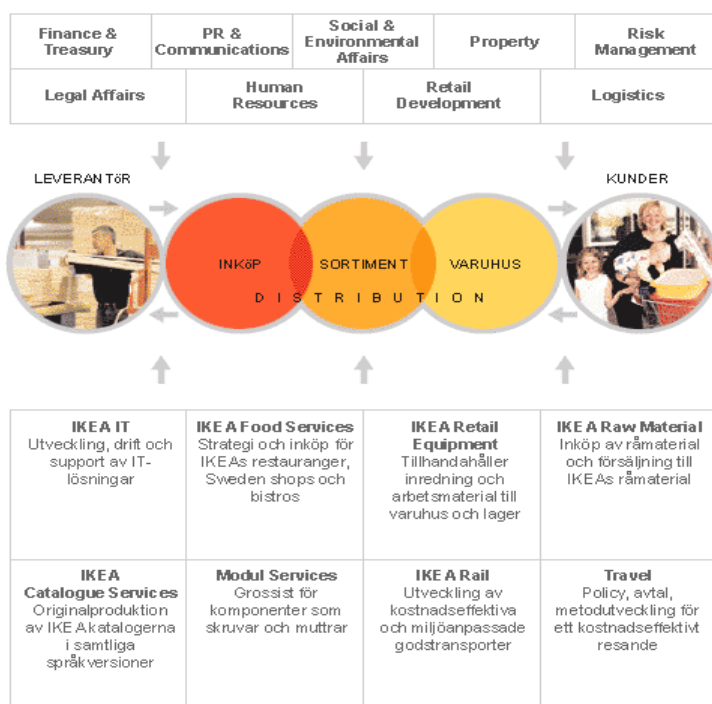 Finance &
Treasury
PR &
Communications
Social &
Environmental
Affairs
Property
Risk
Management
Legal Affairs
Human
Resources
Retail
Development
Logistics
LEVERANTöR
KUNDER
INKöP
SORTIMENT
VARUHUS
DISTRIBUTION
IKEA IT
Utveckling, drift och
support av IT-
lösningar
IKEA Food Services
Strategi och inköp för
IKEAs restauranger,
Sweden shops och
bistros
IKEA Retail
Equipment
Tillhandahåller
inredning och
arbetsmaterial till
varuhus och lager
IKEA Raw Material
Inköp av råmaterial
och försäljning till
IKEAs råmaterial
IKEA
Catalogue Services
Originalproduktion
av IKEA katalogerna
i samtliga
språkversioner
Modul Services
Grossist för
komponenter som
skruvar och muttrar
IKEA Rail
Utveckling av
kostnadseffektiva
och miljöanpassade
godstransporter
Travel
Policy, avtal,
metodutveckling för
ett kostnadseffektivt
resande